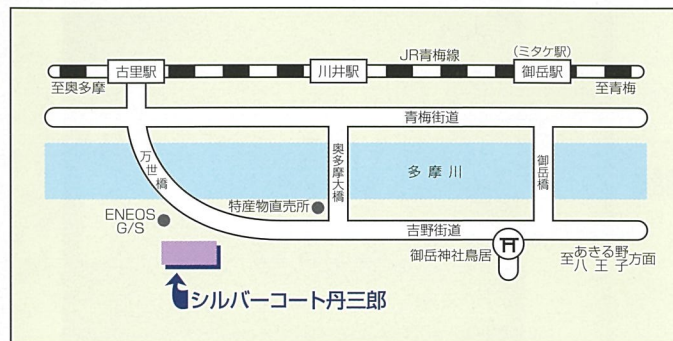 JR青梅線
(ミタケ駅)
古里駅
川井駅
御岳駅
至奥多摩
至青梅
青梅街道
万世橋
奥多摩大橋
多摩川
御岳橋
特産物直売所
ENEOS
G/S
吉野街道
御岳神社鳥居
至あきる野八王子方面
シルバーコート丹三郎